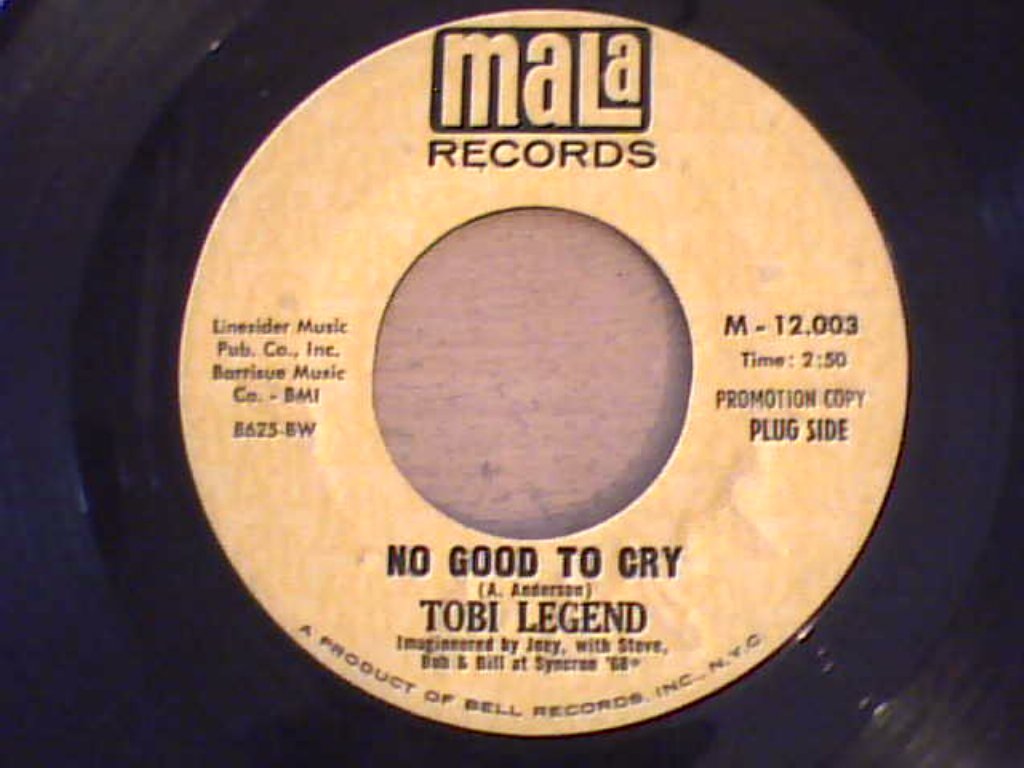 mala
RECORDS
Linesider Music
Pub. Co., Inc.
Barrisue Music
Co. - BMI
8625-BW
M - 12.003
Time: 2:50
PROMOTION COPY
PLUG SIDE
NO GOOD TO CRY
(A. Anderson)
TOBI LEGEND
Imagineered by Joey, with Steve,
Bob & Bill at Syncron '68
A PRODUCT OF BELL RECORDS, INC., N.Y.C